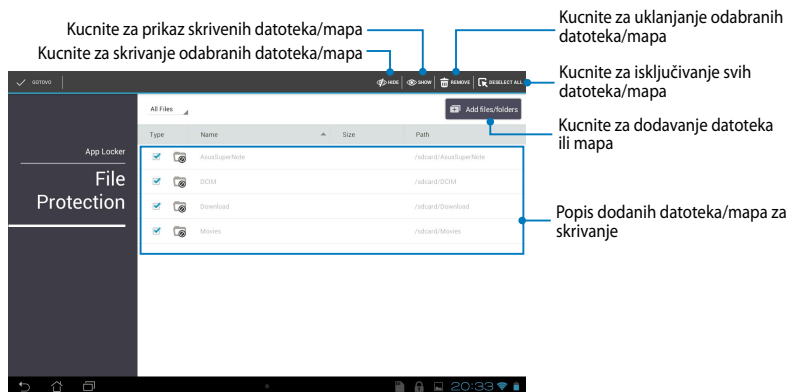 Kucnite za prikaz skrivenih datoteka/mapa
Kucnite za skrivanje odabranih datoteka/mapa
Kucnite za uklanjanje odabranih
datoteka/mapa
Kucnite za isključivanje svih
datoteka/mapa
Kucnite za dodavanje datoteka
ili mapa
Popis dodanih datoteka/mapa za
skrivanje
GOTOVO
HIDE SHOW REMOVE DESELECT ALL
All Files
Add files/folders
Type Name Size Path
App Locker
File
Protection
AsusSuperNote /sdcard/AsusSuperNote
DCIM /sdcard/DCIM
Download /sdcard/Download
Movies /sdcard/Movies
20:33